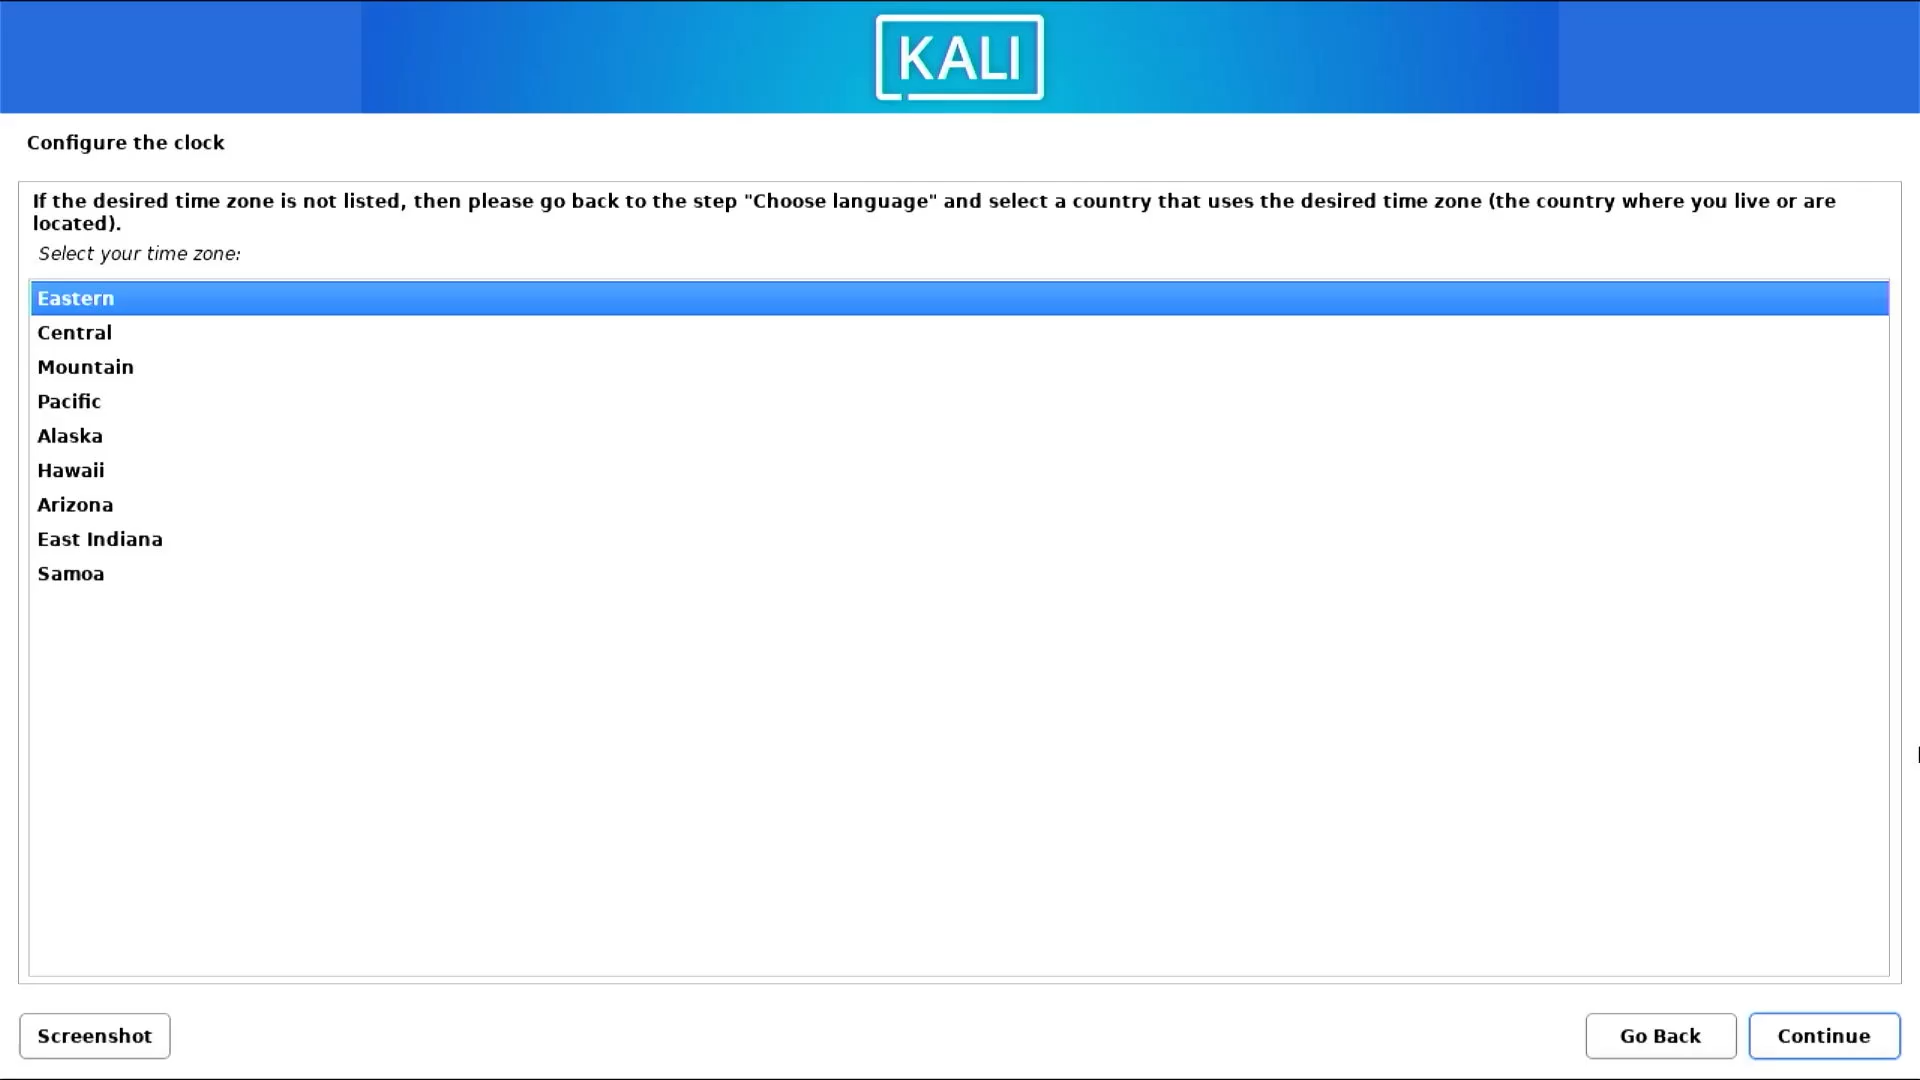 KALI
Configure the clock
If the desired time zone is not listed, then please go back to the step "Choose language" and select a country that uses the desired time zone (the country where you live or are
located).
Select your time zone:
Eastern
Central
Mountain
Pacific
Alaska
Hawaii
Arizona
East Indiana
Samoa
Screenshot
Go Back
Continue